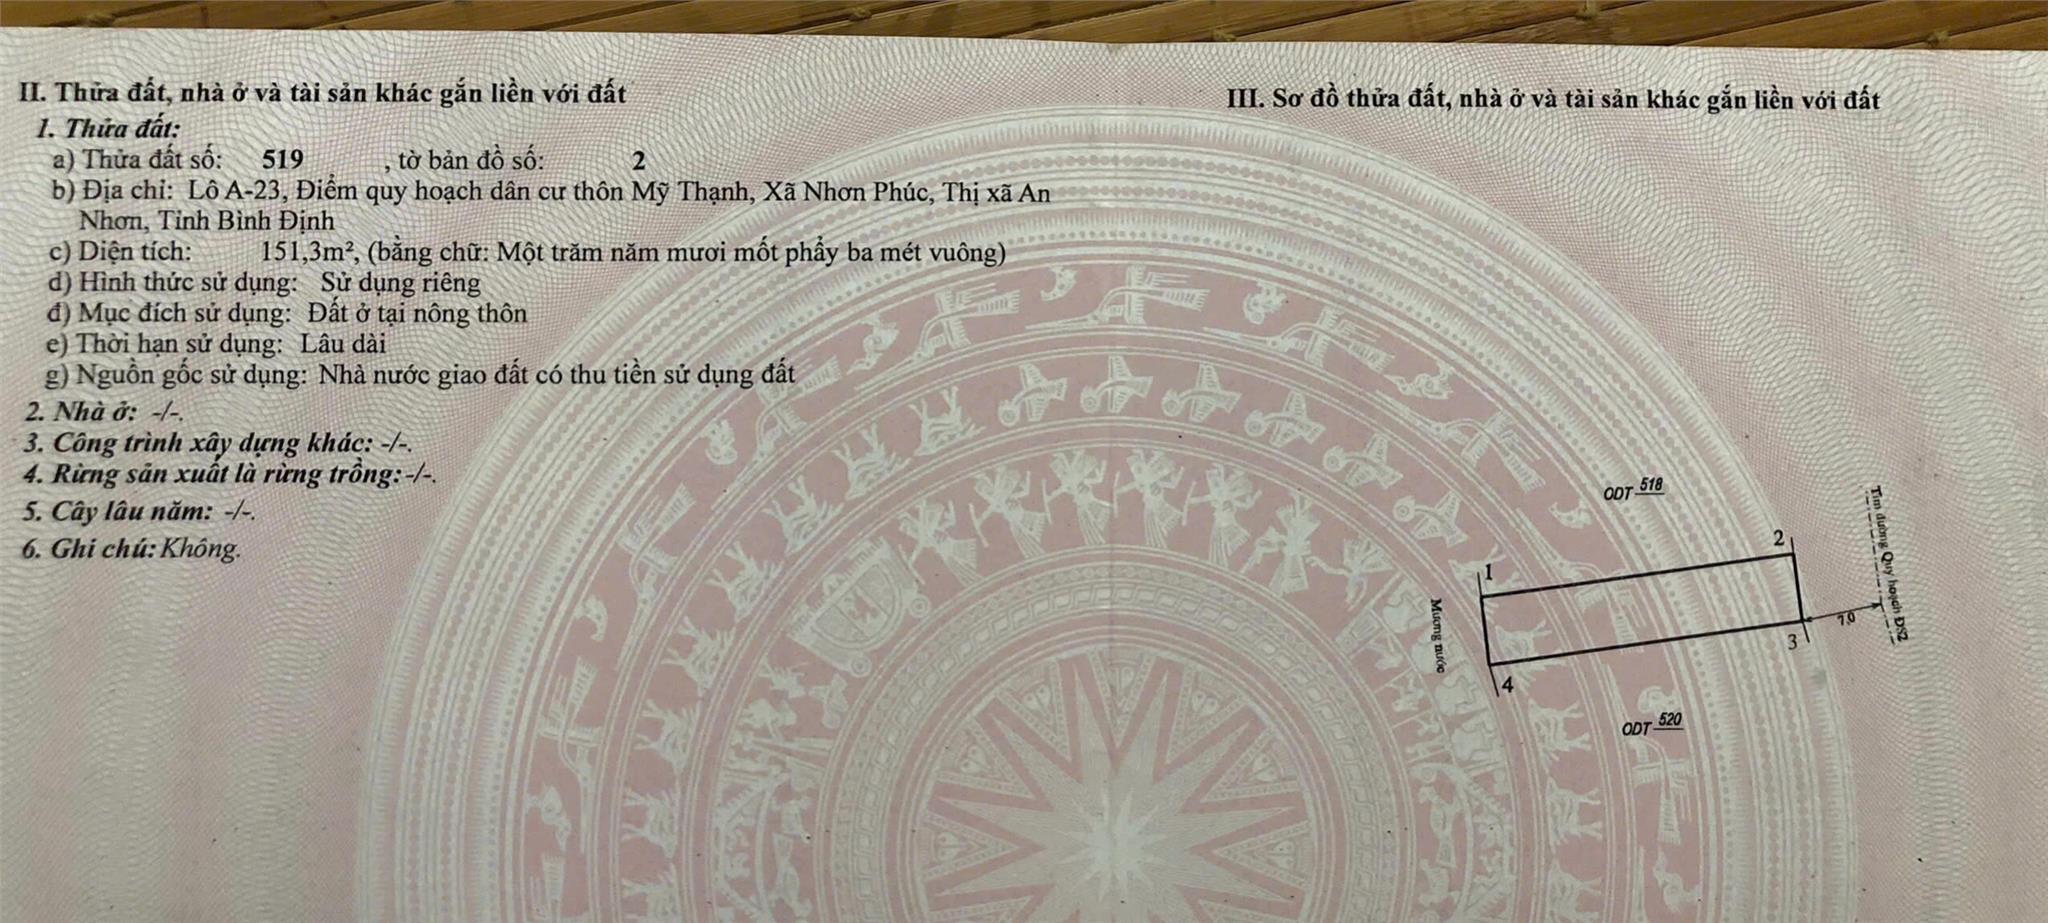 II. Thửa đất, nhà ở và tài sản khác gắn liền với đất
1. Thửa đất:
a) Thửa đất số: 519 , tờ bản đồ số: 2
b) Địa chỉ: Lô A-23, Điểm quy hoạch dân cư thôn Mỹ Thạnh, Xã Nhơn Phúc, Thị xã An
Nhơn, Tỉnh Bình Định
c) Diện tích: 151,3m², (bằng chữ: Một trăm năm mươi mốt phẩy ba mét vuông)
d) Hình thức sử dụng: Sử dụng riêng
đ) Mục đích sử dụng: Đất ở tại nông thôn
e) Thời hạn sử dụng: Lâu dài
g) Nguồn gốc sử dụng: Nhà nước giao đất có thu tiền sử dụng đất
2. Nhà ở: -/-.
3. Công trình xây dựng khác: -/-.
4. Rừng sản xuất là rừng trồng: -/-.
5. Cây lâu năm: -/-.
6. Ghi chú: Không.
III. Sơ đồ thửa đất, nhà ở và tài sản khác gắn liền với đất
ODT 518
Tim đường Quy hoạch ĐS2
2
1
Mương nước
7.0
3
4
ODT 520